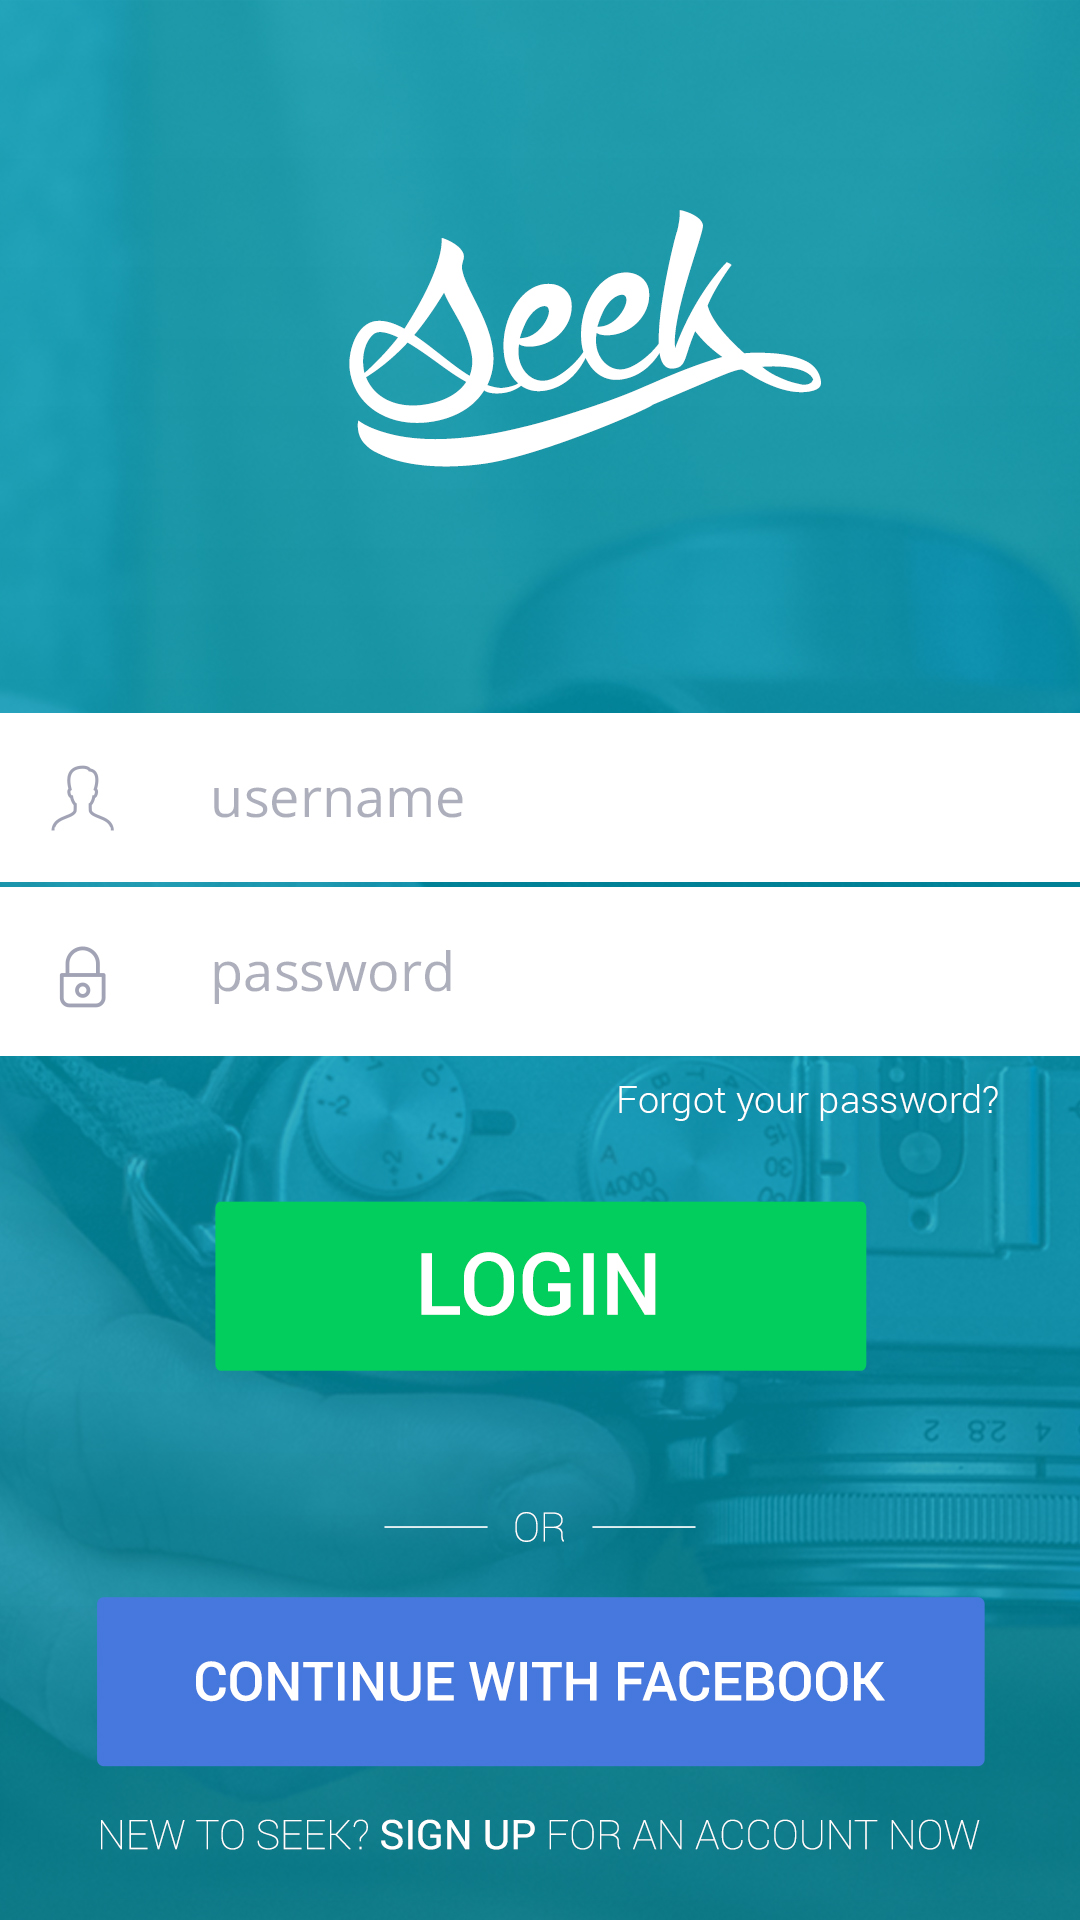 Seek
username
password
Forgot your password?
LOGIN
OR
CONTINUE WITH FACEBOOK
NEW TO SEEK? SIGN UP FOR AN ACCOUNT NOW